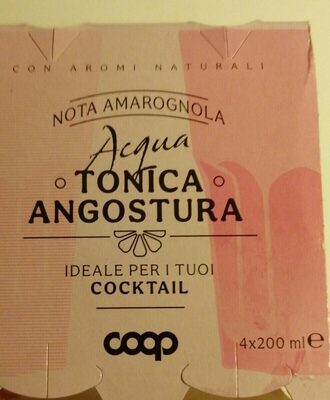 CON AROMI NATURALI
NOTA AMAROGNOLA
Acqua
TONICA
ANGOSTURA
IDEALE PER I TUOI
COCKTAIL
coop
4x200 ml e